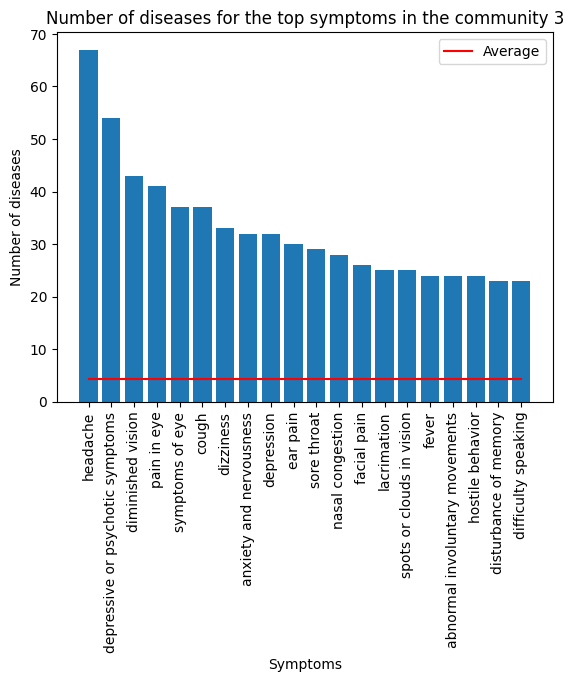 Number of diseases for the top symptoms in the community 3
Average
Number of diseases
70
60
50
40
30
20
10
0
headache
depressive or psychotic symptoms
diminished vision
pain in eye
symptoms of eye
cough
dizziness
anxiety and nervousness
depression
ear pain
sore throat
nasal congestion
facial pain
lacrimation
spots or clouds in vision
fever
abnormal involuntary movements
hostile behavior
disturbance of memory
difficulty speaking
Symptoms